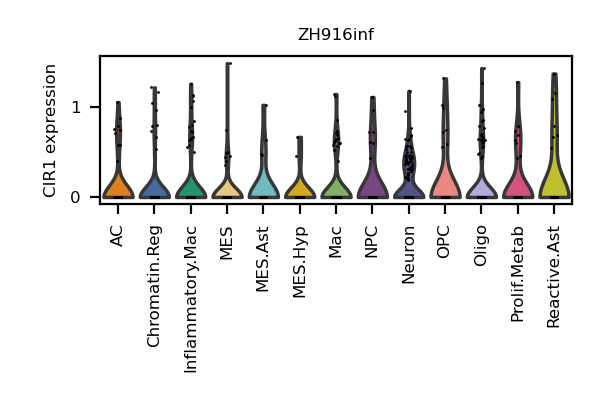 ZH916inf
CIR1 expression
1
0
AC
Chromatin.Reg
Inflammatory.Mac
MES
MES.Ast
MES.Hyp
Mac
NPC
Neuron
OPC
Oligo
Prolif.Metab
Reactive.Ast